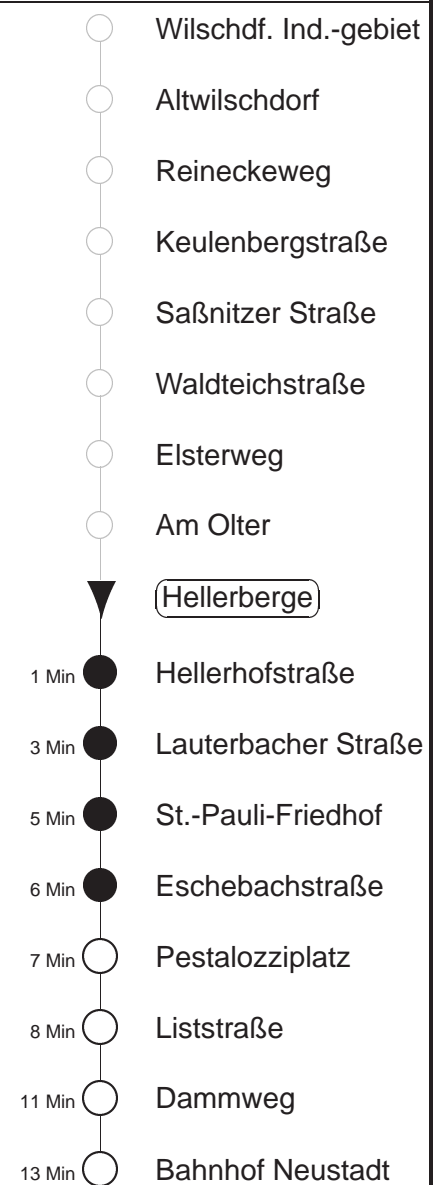 Wilschdf. Ind.-gebiet
Altwilschdorf
Reineckeweg
Keulenbergstraße
Saßnitzer Straße
Waldteichstraße
Elsterweg
Am Olter
Hellerberge
1 Min Hellerhofstraße
3 Min Lauterbacher Straße
5 Min St.-Pauli-Friedhof
6 Min Eschebachstraße
7 Min Pestalozziplatz
8 Min Liststraße
11 Min Dammweg
13 Min Bahnhof Neustadt